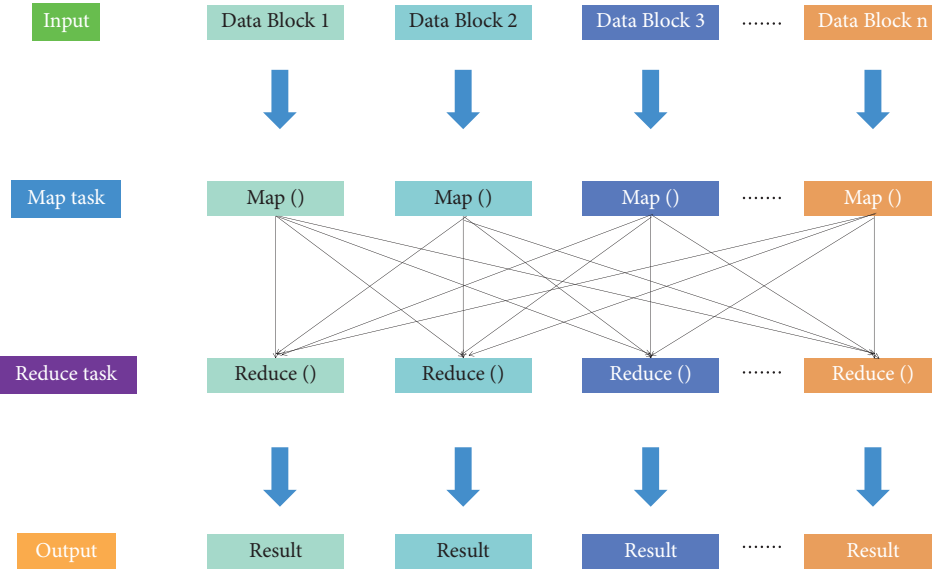 Input Data Block 1 Data Block 2 Data Block 3 ....... Data Block n
Map task Map () Map () Map () ....... Map ()
Reduce task Reduce () Reduce () Reduce () ....... Reduce ()
Output Result Result Result ....... Result